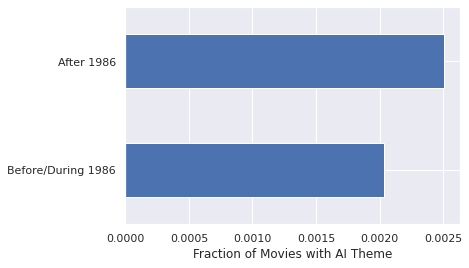 After 1986
Before/During 1986
0.0000 0.0005 0.0010 0.0015 0.0020 0.0025
Fraction of Movies with AI Theme